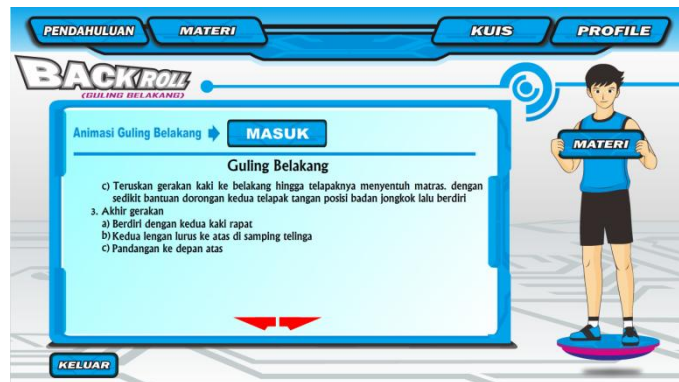 PENDAHULUAN MATERI KUIS PROFILE
BACK ROLL
(GULING BELAKANG)
Animasi Guling Belakang MASUK
MATERI
Guling Belakang
c) Teruskan gerakan kaki ke belakang hingga telapaknya menyentuh matras. dengan
sedikit bantuan dorongan kedua telapak tangan posisi badan jongkok lalu berdiri
3. Akhir gerakan
a) Berdiri dengan kedua kaki rapat
b) Kedua lengan lurus ke atas di samping telinga
c) Pandangan ke depan atas
KELUAR